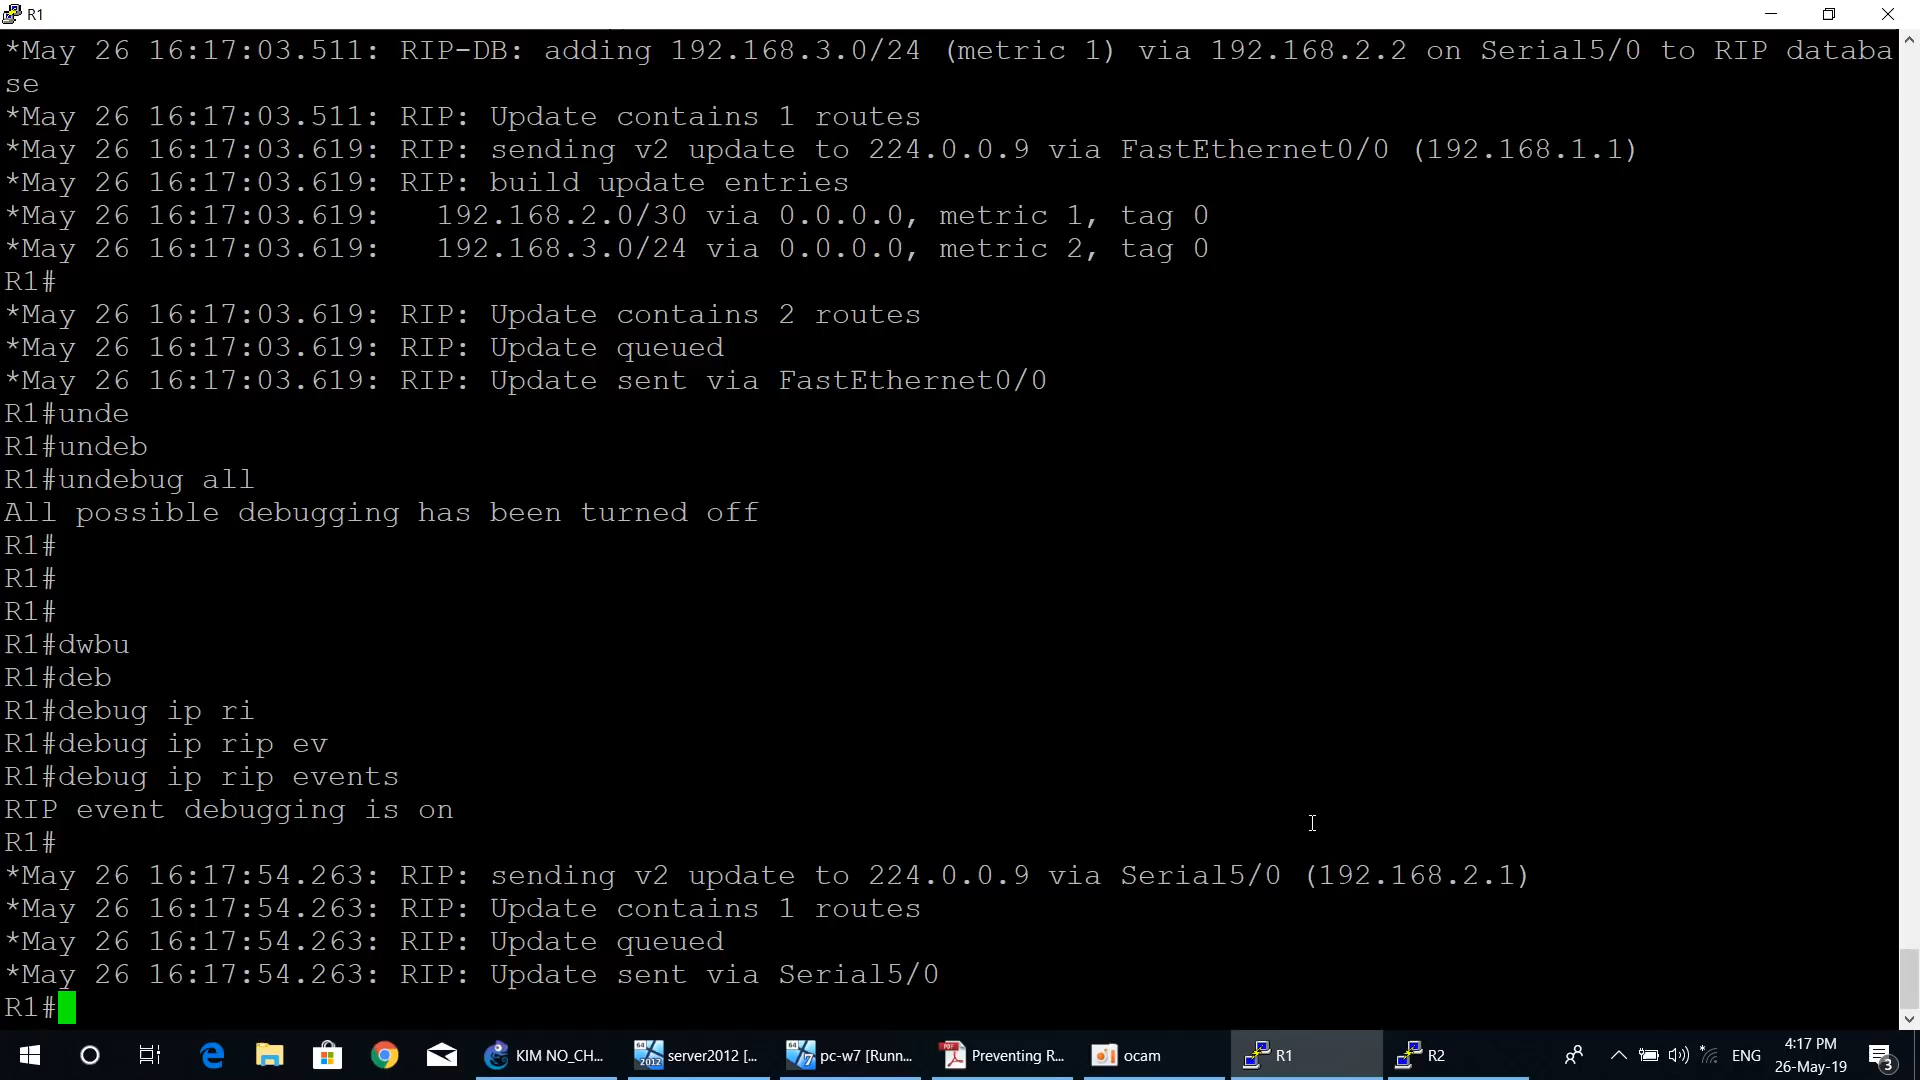 R1
*May 26 16:17:03.511: RIP-DB: adding 192.168.3.0/24 (metric 1) via 192.168.2.2 on Serial5/0 to RIP databa
se
*May 26 16:17:03.511: RIP: Update contains 1 routes
*May 26 16:17:03.619: RIP: sending v2 update to 224.0.0.9 via FastEthernet0/0 (192.168.1.1)
*May 26 16:17:03.619: RIP: build update entries
*May 26 16:17:03.619:   192.168.2.0/30 via 0.0.0.0, metric 1, tag 0
*May 26 16:17:03.619:   192.168.3.0/24 via 0.0.0.0, metric 2, tag 0
R1#
*May 26 16:17:03.619: RIP: Update contains 2 routes
*May 26 16:17:03.619: RIP: Update queued
*May 26 16:17:03.619: RIP: Update sent via FastEthernet0/0
R1#unde
R1#undeb
R1#undebug all
All possible debugging has been turned off
R1#
R1#
R1#
R1#dwbu
R1#deb
R1#debug ip ri
R1#debug ip rip ev
R1#debug ip rip events
RIP event debugging is on
R1#
*May 26 16:17:54.263: RIP: sending v2 update to 224.0.0.9 via Serial5/0 (192.168.2.1)
*May 26 16:17:54.263: RIP: Update contains 1 routes
*May 26 16:17:54.263: RIP: Update queued
*May 26 16:17:54.263: RIP: Update sent via Serial5/0
R1#
KIM NO_CH... 64 2012 server2012 [... 64 7 pc-w7 [Runn... PDF Preventing R... ocam R1 R2 ENG 4:17 PM
26-May-19 3